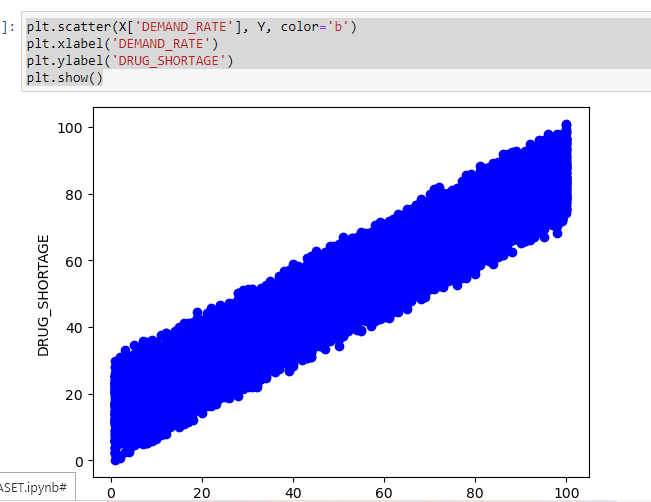 ]: plt.scatter(X['DEMAND_RATE'], Y, color='b')
plt.xlabel('DEMAND_RATE')
plt.ylabel('DRUG_SHORTAGE')
plt.show()
100
80
60
40
20
0
DRUG_SHORTAGE
0 20 40 60 80 100
ASET.ipynb#